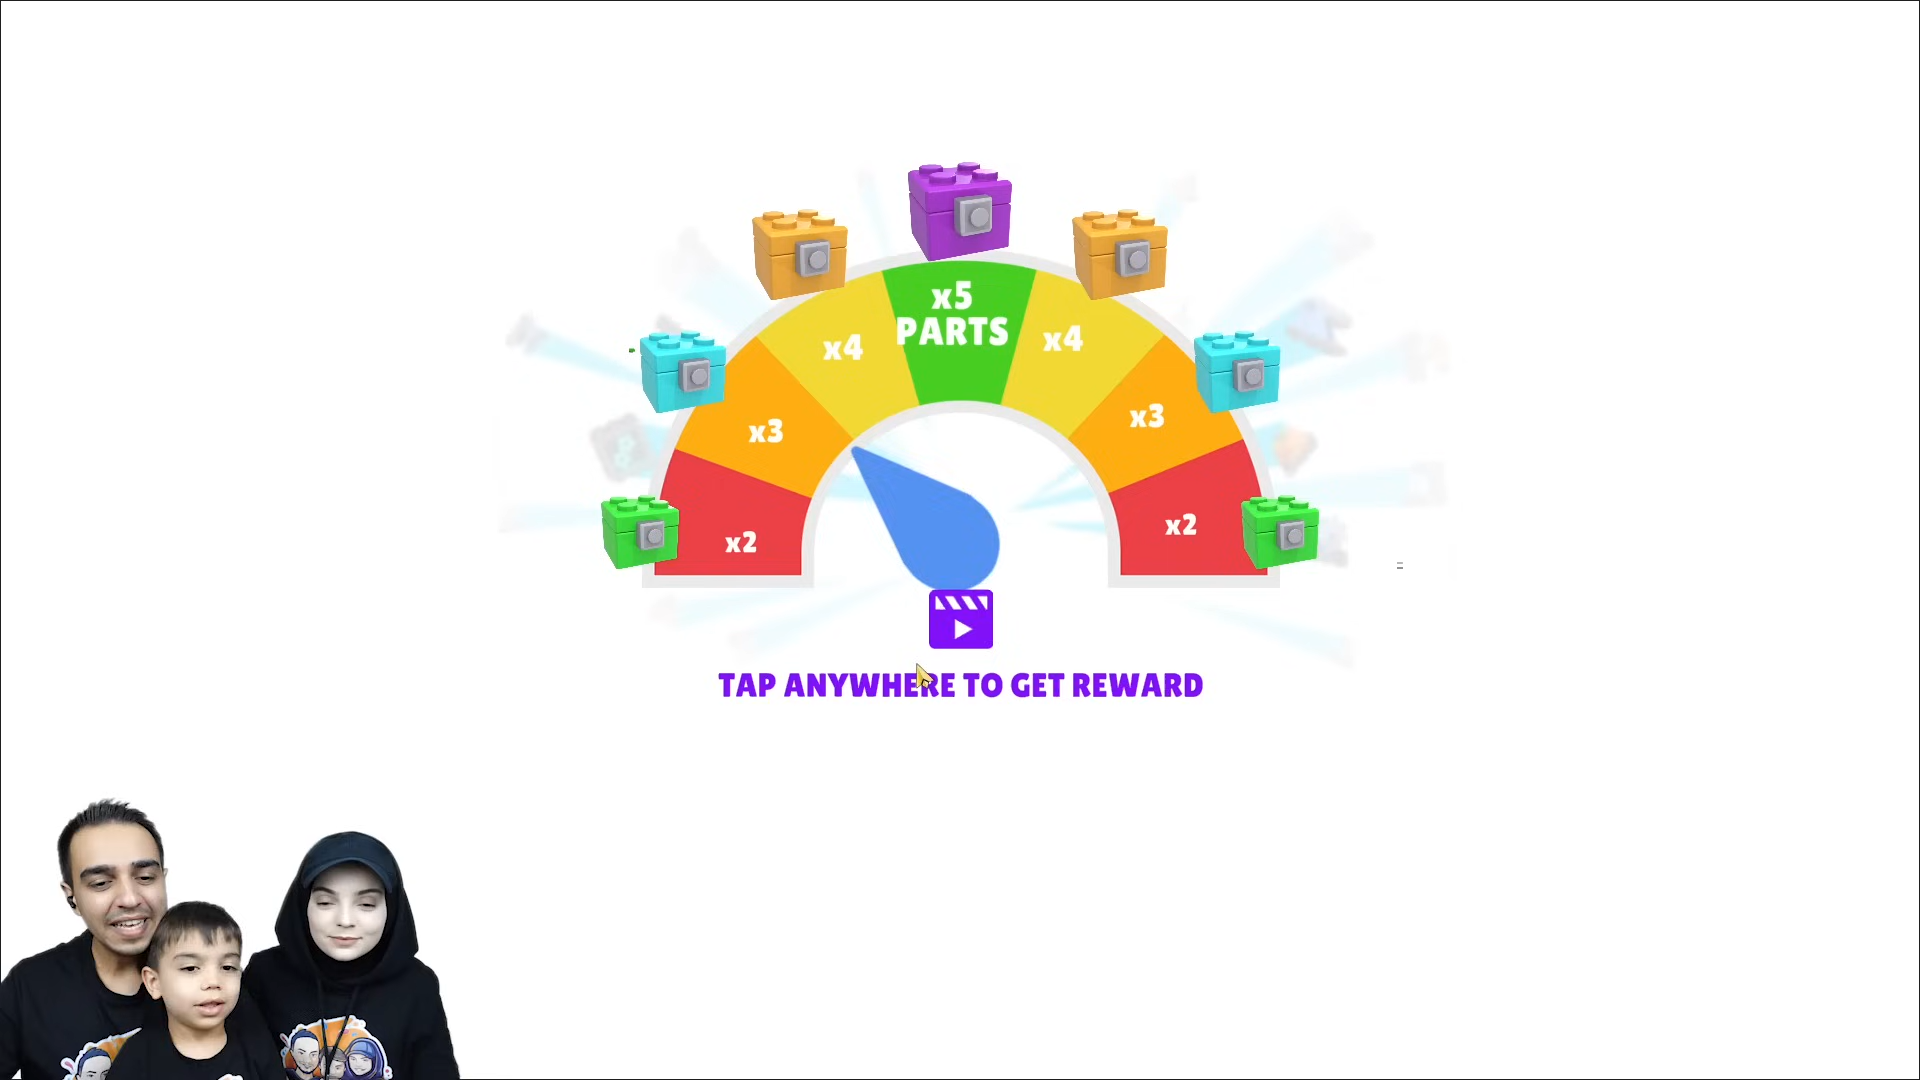 x5
PARTS
x4
x4
x3
x3
x2
x2
TAP ANYWHERE TO GET REWARD